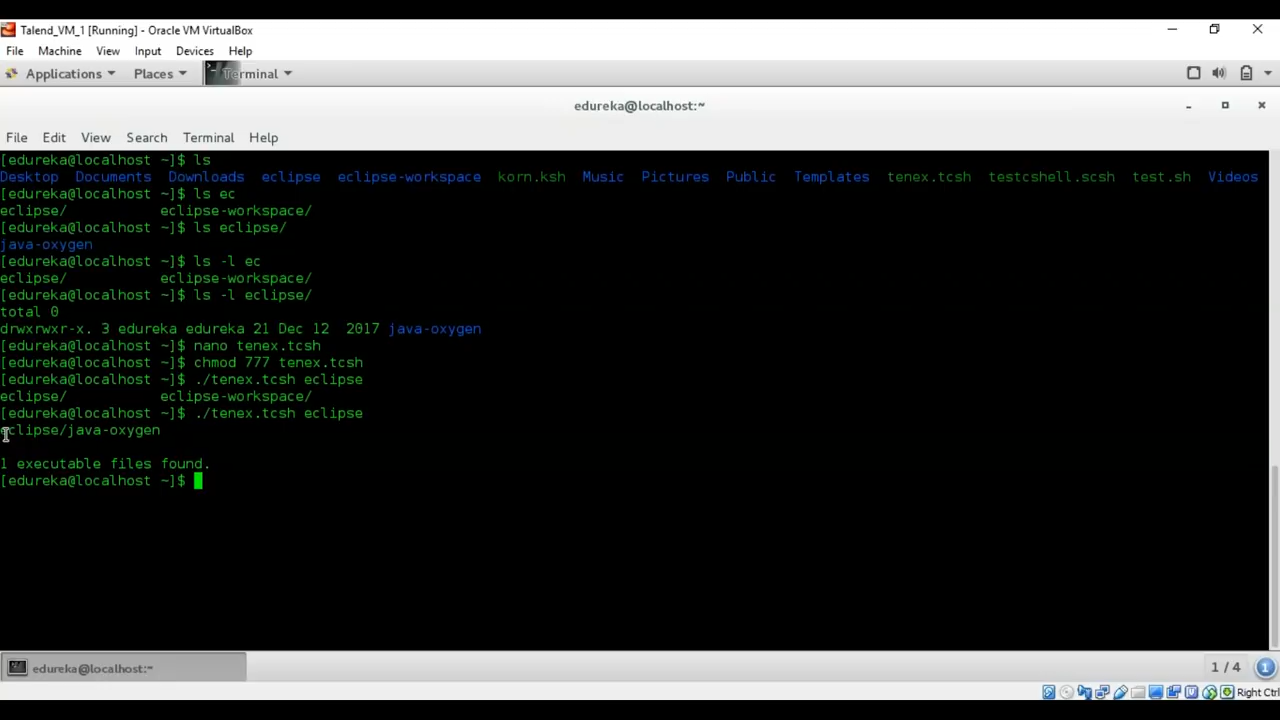 Talend_VM_1 [Running] - Oracle VM VirtualBox
File Machine View Input Devices Help
Applications Places Terminal
edureka@localhost:~
File Edit View Search Terminal Help
[edureka@localhost ~]$ ls
Desktop Documents Downloads eclipse eclipse-workspace korn.ksh Music Pictures Public Templates tenex.tcsh testcshell.scsh test.sh Videos
[edureka@localhost ~]$ ls ec
eclipse/ eclipse-workspace/
[edureka@localhost ~]$ ls eclipse/
java-oxygen
[edureka@localhost ~]$ ls -l ec
eclipse/ eclipse-workspace/
[edureka@localhost ~]$ ls -l eclipse/
total 0
drwxrwxr-x. 3 edureka edureka 21 Dec 12 2017 java-oxygen
[edureka@localhost ~]$ nano tenex.tcsh
[edureka@localhost ~]$ chmod 777 tenex.tcsh
[edureka@localhost ~]$ ./tenex.tcsh eclipse
eclipse/ eclipse-workspace/
[edureka@localhost ~]$ ./tenex.tcsh eclipse
eclipse/java-oxygen
1 executable files found.
[edureka@localhost ~]$
edureka@localhost:~
1 / 4 1
Right Ctrl